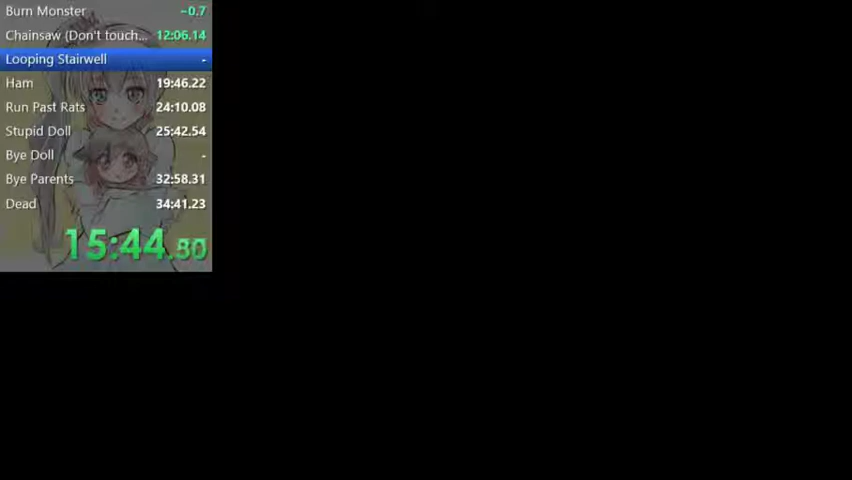 Burn Monster −0.7
Chainsaw (Don't touch... 12:06.14
Looping Stairwell -
Ham 19:46.22
Run Past Rats 24:10.08
Stupid Doll 25:42.54
Bye Doll -
Bye Parents 32:58.31
Dead 34:41.23
15:44.80